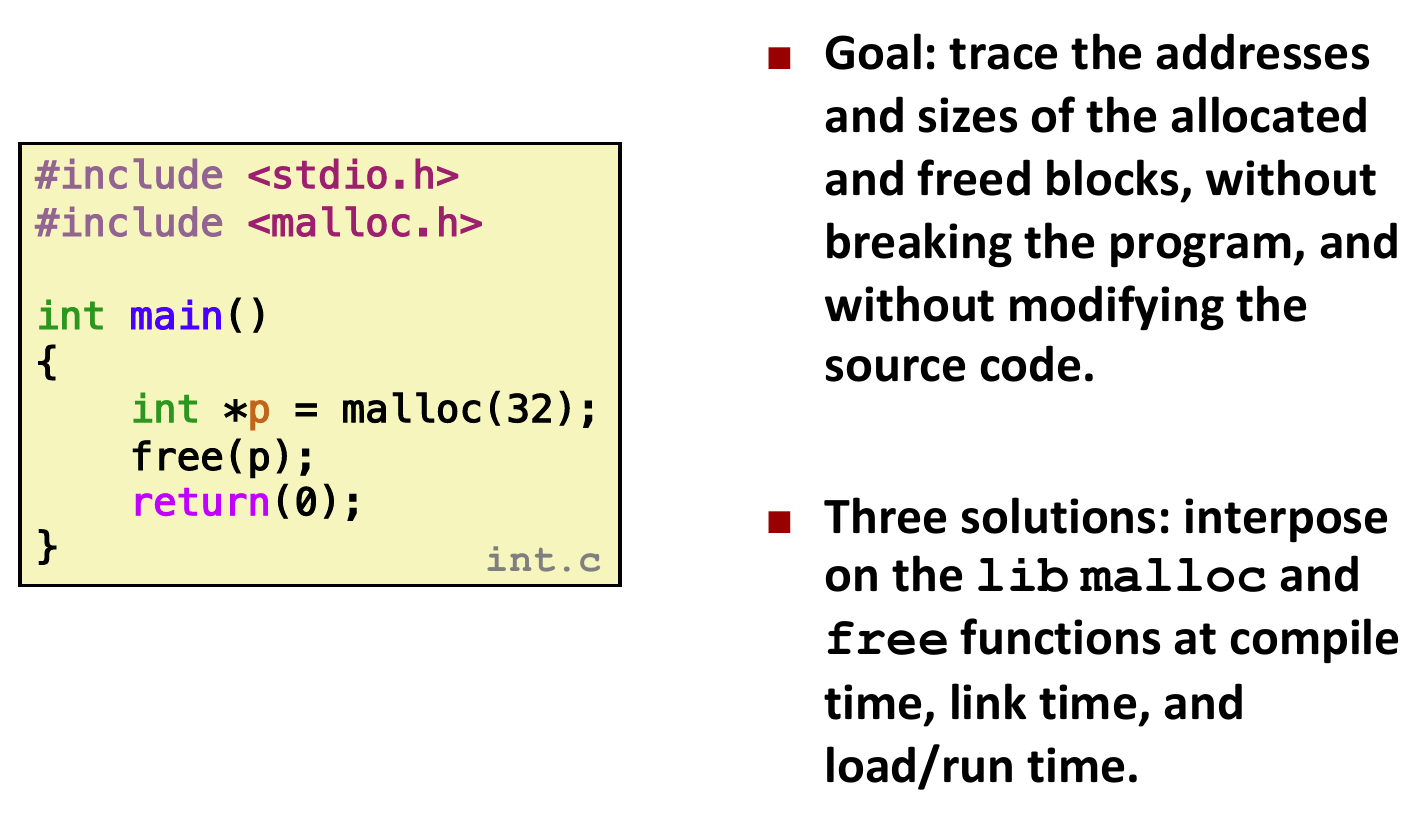 #include <stdio.h>
#include <malloc.h>

int main()
{
    int *p = malloc(32);
    free(p);
    return(0);
}
int.c
■ Goal: trace the addresses
and sizes of the allocated
and freed blocks, without
breaking the program, and
without modifying the
source code.
■ Three solutions: interpose
on the lib malloc and
free functions at compile
time, link time, and
load/run time.